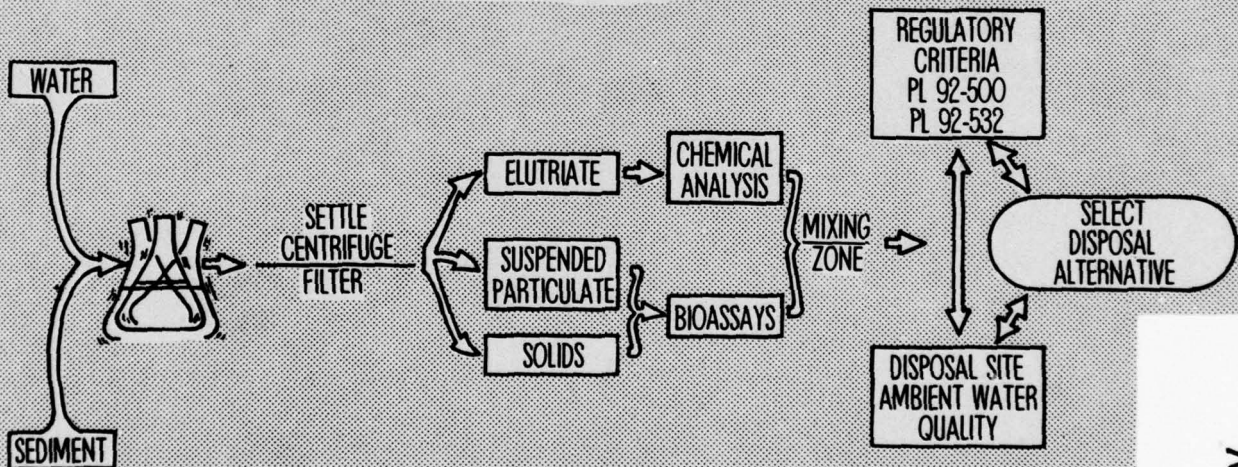 WATER
SEDIMENT
SETTLE
CENTRIFUGE
FILTER
ELUTRIATE
SUSPENDED
PARTICULATE
SOLIDS
CHEMICAL
ANALYSIS
BIOASSAYS
MIXING
ZONE
REGULATORY
CRITERIA
PL 92-500
PL 92-532
SELECT
DISPOSAL
ALTERNATIVE
DISPOSAL SITE
AMBIENT WATER
QUALITY